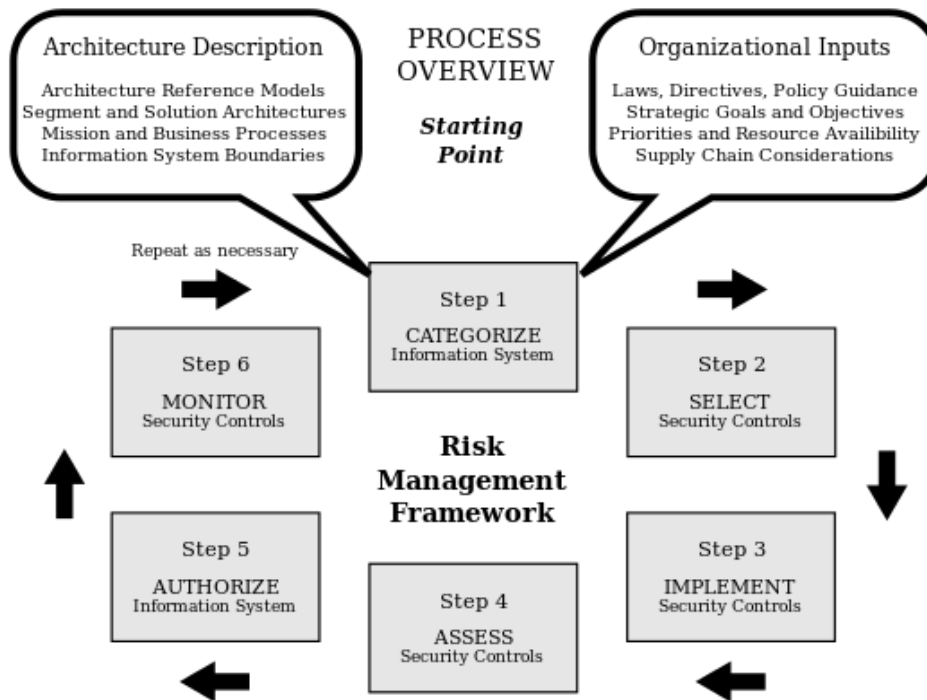 Architecture Description
Architecture Reference Models
Segment and Solution Architectures
Mission and Business Processes
Information System Boundaries
PROCESS
OVERVIEW
Starting
Point
Organizational Inputs
Laws, Directives, Policy Guidance
Strategic Goals and Objectives
Priorities and Resource Availibility
Supply Chain Considerations
Repeat as necessary
Step 1
CATEGORIZE
Information System
Step 2
SELECT
Security Controls
Step 3
IMPLEMENT
Security Controls
Step 4
ASSESS
Security Controls
Step 5
AUTHORIZE
Information System
Step 6
MONITOR
Security Controls
Risk
Management
Framework